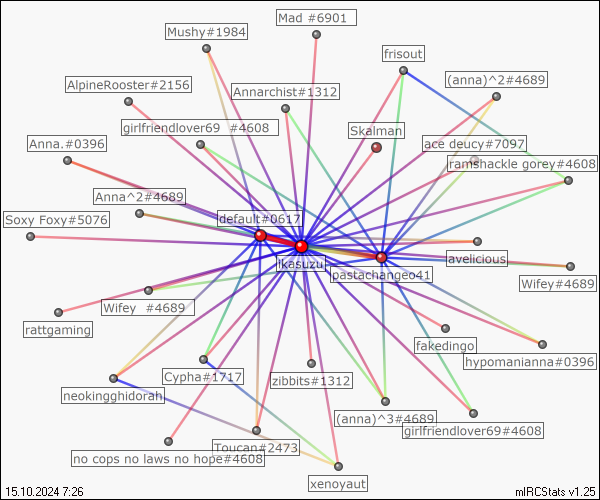 Mad #6901
Mushy#1984
frisout
(anna)^2#4689
AlpineRooster#2156
Annarchist#1312
girlfriendlover69 #4608
Skalman
Anna.#0396
ace deucy#7097
ramshackle gorey#4608
Anna^2#4689
Soxy Foxy#5076
default#0617
kasuzu
pastachangeo41
avelicious
Wifey#4689
Wifey #4689
rattgaming
fakedingo
hypomanianna#0396
neokingghidorah
Cypha#1717
zibbits#1312
(anna)^3#4689
girlfriendlover69#4608
Toucan#2473
no cops no laws no hope#4608
xenoyaut
15.10.2024 7:26
mIRCStats v1.25